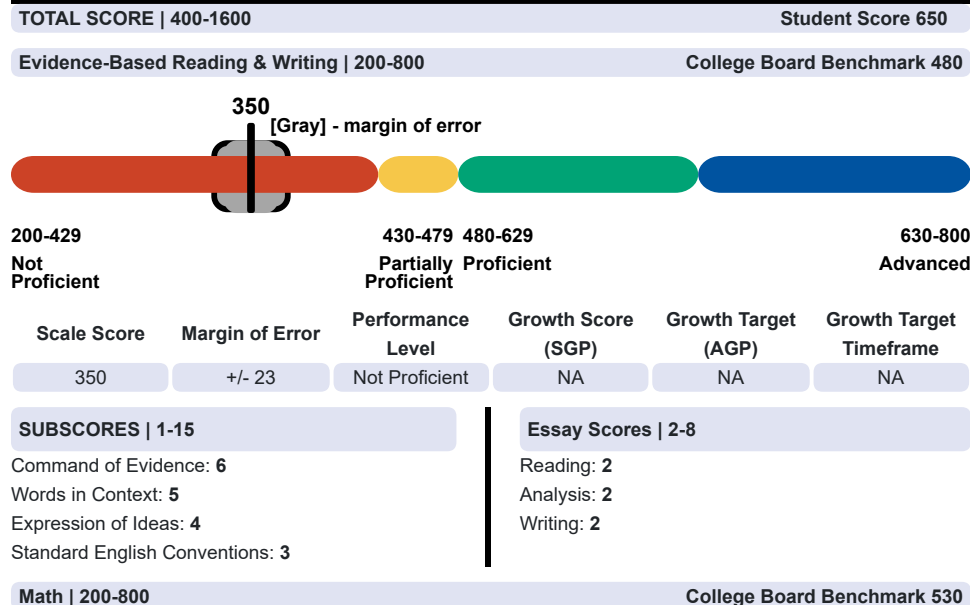 TOTAL SCORE | 400-1600 Student Score 650
Evidence-Based Reading & Writing | 200-800 College Board Benchmark 480
350
[Gray] - margin of error
200-429 430-479 480-629 630-800
Not Proficient Partially Proficient Proficient Advanced
Scale Score Margin of Error Performance Level Growth Score (SGP) Growth Target (AGP) Growth Target Timeframe
350 +/- 23 Not Proficient NA NA NA
SUBSCORES | 1-15
Command of Evidence: 6
Words in Context: 5
Expression of Ideas: 4
Standard English Conventions: 3
Essay Scores | 2-8
Reading: 2
Analysis: 2
Writing: 2
Math | 200-800 College Board Benchmark 530